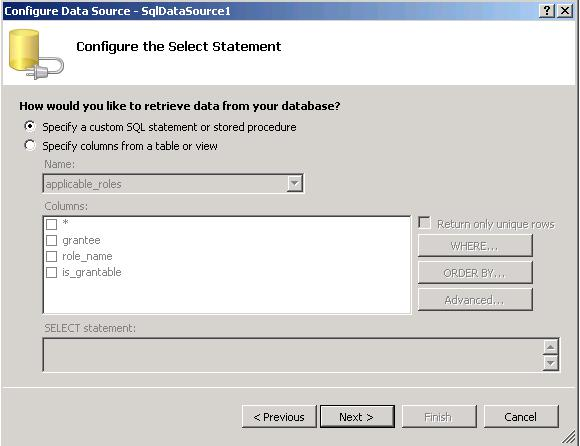 Configure Data Source - SqlDataSource1
Configure the Select Statement
How would you like to retrieve data from your database?
Specify a custom SQL statement or stored procedure
Specify columns from a table or view
Name:
applicable_roles
Columns:
*
Return only unique rows
grantee
WHERE...
role_name
is_grantable
ORDER BY...
Advanced...
SELECT statement:
< Previous
Next >
Finish
Cancel